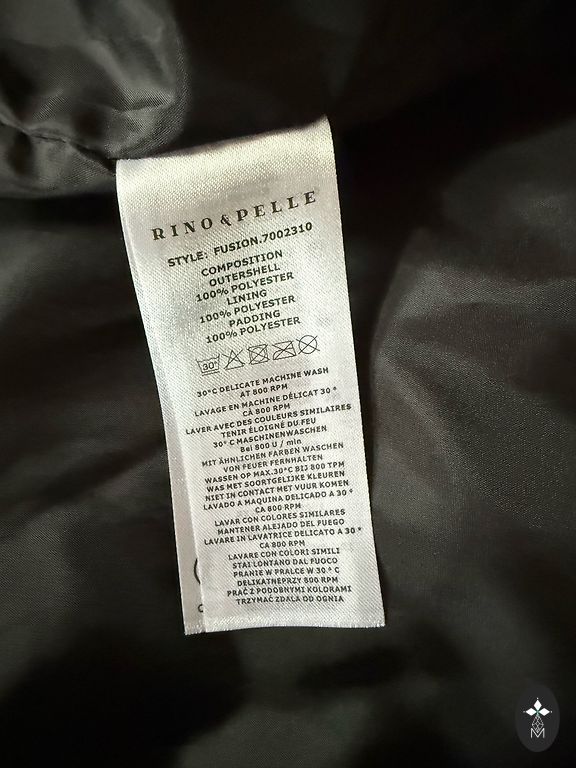 RINO & PELLE
STYLE: FUSION.7002310
COMPOSITION
OUTERSHELL
100% POLYESTER
LINING
100% POLYESTER
PADDING
100% POLYESTER
30°
30°C DELICATE MACHINE WASH
AT 800 RPM
LAVAGE EN MACHINE DÉLICAT 30 °
CÀ 800 RPM
LAVER AVEC DES COULEURS SIMILAIRES
TENIR ÉLOIGNÉ DU FEU
30° C MASCHINENWASCHEN
Bei 800 U / min
MIT ÄHNLICHEN FARBEN WASCHEN
VON FEUER FERNHALTEN
WASSEN OP MAX.30°C BIJ 800 TPM
WAS MET SOORTGELIJKE KLEUREN
NIET IN CONTACT MET VUUR KOMEN
LAVADO A MAQUINA DELICADO A 30 °
CA 800 RPM
LAVAR CON COLORES SIMILARES
MANTENER ALEJADO DEL FUEGO
LAVARE IN LAVATRICE DELICATO A 30 °
CA 800 RPM
LAVARE CON COLORI SIMILI
STAI LONTANO DAL FUOCO
PRANIE W PRALCE W 30 ° C
DELIKATNEPRZY 800 RPM
PRAĆ Z PODOBNYMI KOLORAMI
TRZYMAĆ ZDALA OD OGNIA